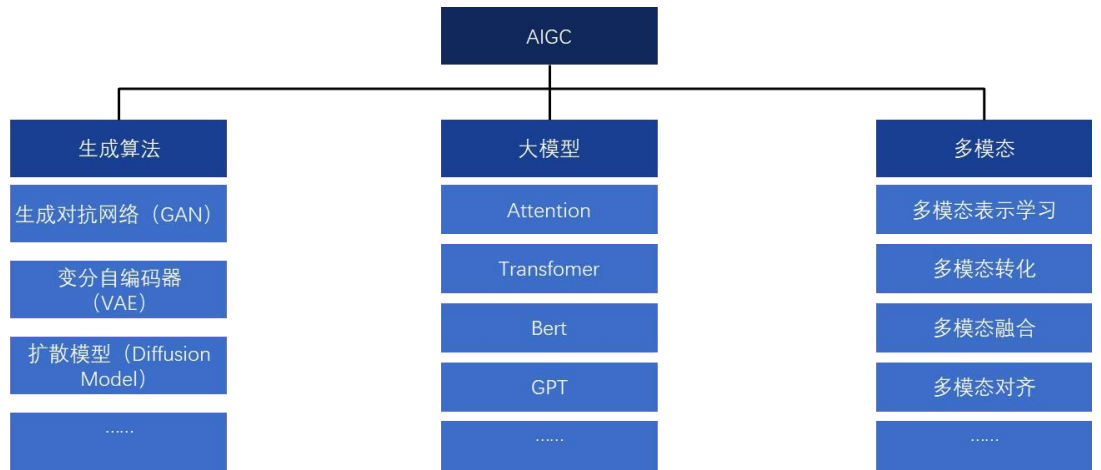 AIGC
生成算法
生成对抗网络（GAN）
变分自编码器
（VAE）
扩散模型（Diffusion
Model）
......
大模型
Attention
Transfomer
Bert
GPT
......
多模态
多模态表示学习
多模态转化
多模态融合
多模态对齐
......